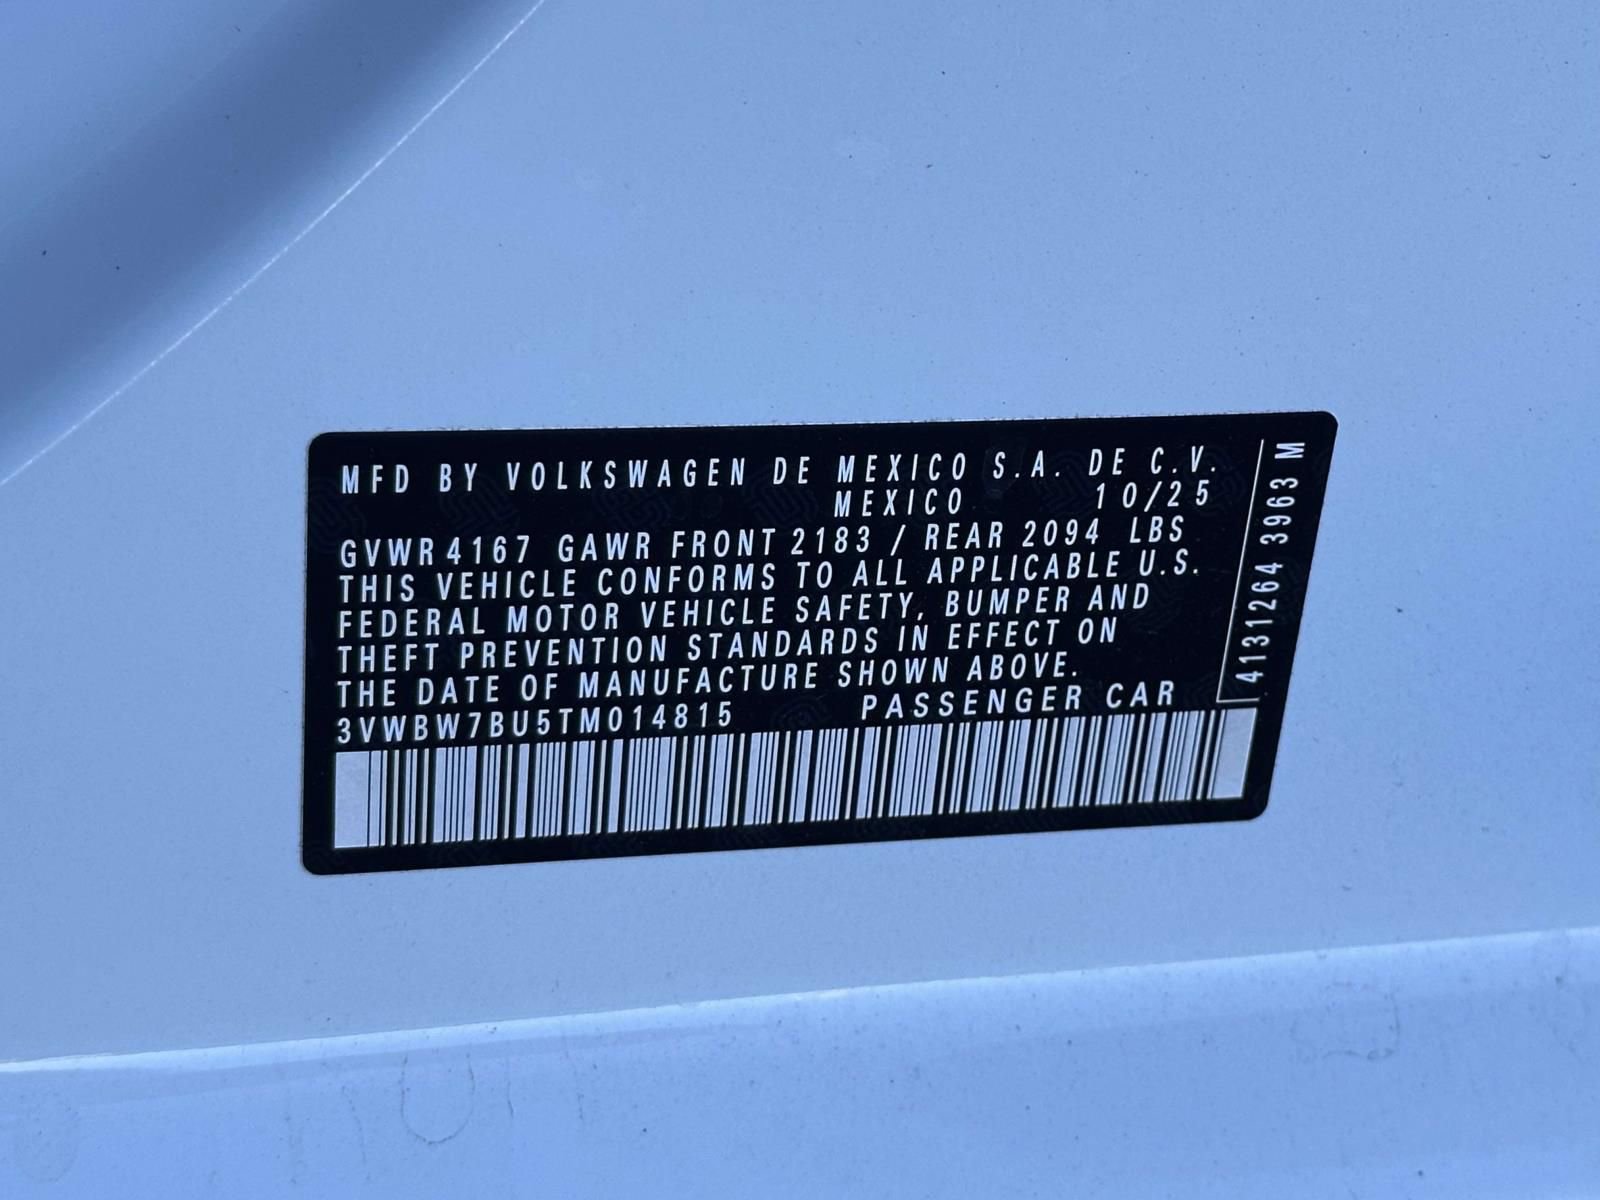 MFD BY VOLKSWAGEN DE MEXICO S.A. DE C.V.
MEXICO 10/25
GVWR 4167 GAWR FRONT 2183 / REAR 2094 LBS
THIS VEHICLE CONFORMS TO ALL APPLICABLE U.S.
FEDERAL MOTOR VEHICLE SAFETY, BUMPER AND
THEFT PREVENTION STANDARDS IN EFFECT ON
THE DATE OF MANUFACTURE SHOWN ABOVE.
3VWBW7BU5TM014815 PASSENGER CAR
4131264 3963 M